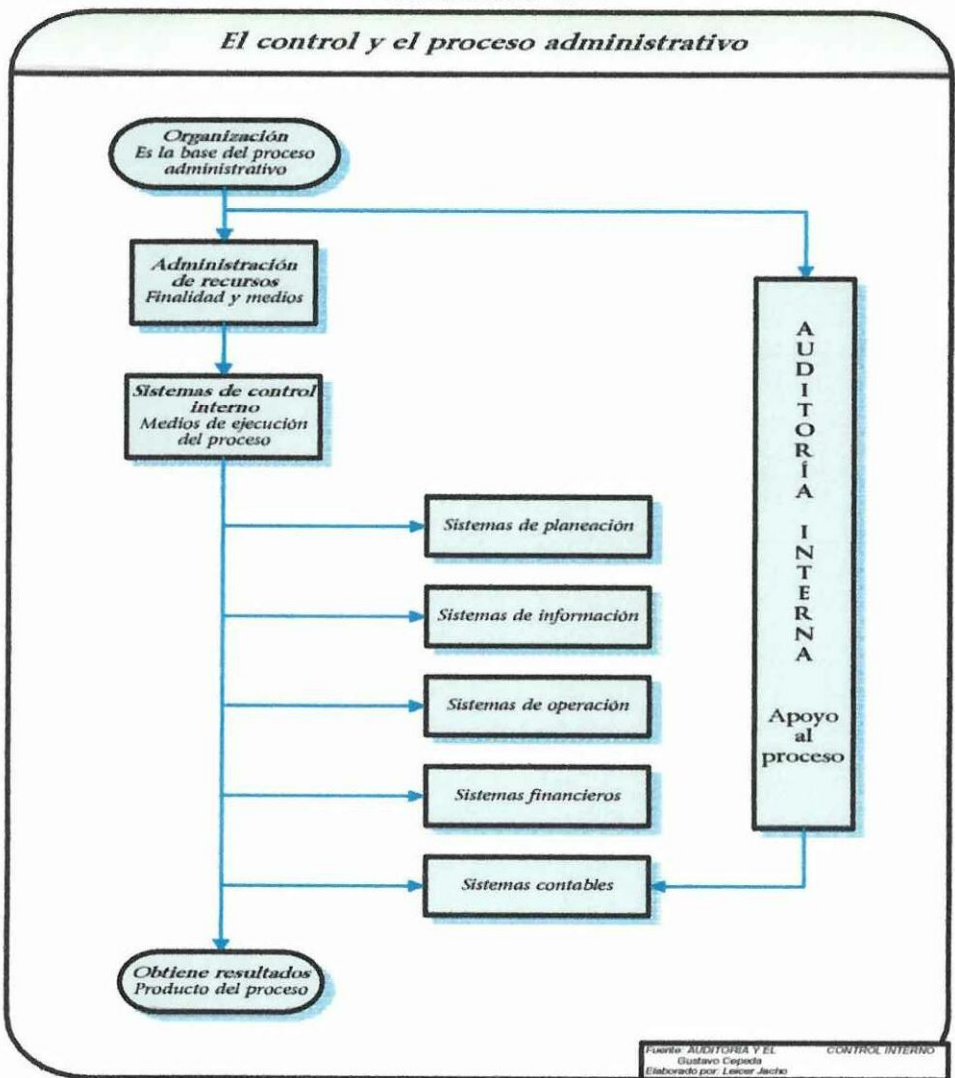 El control y el proceso administrativo
Organización
Es la base del proceso
administrativo
Administración
de recursos
Finalidad y medios
Sistemas de control
interno
Medios de ejecución
del proceso
Sistemas de planeación
Sistemas de información
Sistemas de operación
Sistemas financieros
Sistemas contables
Obtiene resultados
Producto del proceso
AUDITORÍA INTERNA
Apoyo
al
proceso
Fuente: AUDITORIA Y EL CONTROL INTERNO
Gustavo Cepeda
Elaborado por: Leicer Jacho